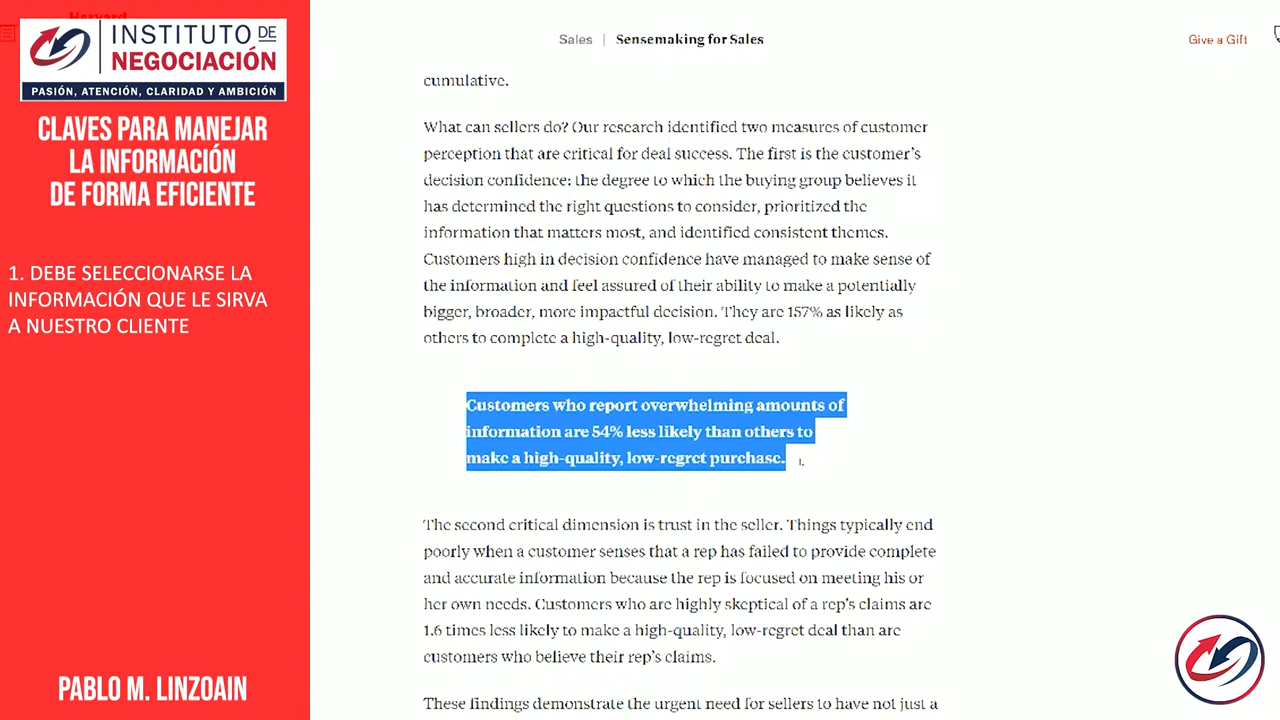 Harvard
INSTITUTO DE
NEGOCIACIÓN
PASIÓN, ATENCIÓN, CLARIDAD Y AMBICIÓN
CLAVES PARA MANEJAR
LA INFORMACIÓN
DE FORMA EFICIENTE
1. DEBE SELECCIONARSE LA
INFORMACIÓN QUE LE SIRVA
A NUESTRO CLIENTE
PABLO M. LINZOAIN
Sales | Sensemaking for Sales
Give a Gift
cumulative.
What can sellers do? Our research identified two measures of customer
perception that are critical for deal success. The first is the customer’s
decision confidence: the degree to which the buying group believes it
has determined the right questions to consider, prioritized the
information that matters most, and identified consistent themes.
Customers high in decision confidence have managed to make sense of
the information and feel assured of their ability to make a potentially
bigger, broader, more impactful decision. They are 157% as likely as
others to complete a high-quality, low-regret deal.
Customers who report overwhelming amounts of
information are 54% less likely than others to
make a high-quality, low-regret purchase.
The second critical dimension is trust in the seller. Things typically end
poorly when a customer senses that a rep has failed to provide complete
and accurate information because the rep is focused on meeting his or
her own needs. Customers who are highly skeptical of a rep’s claims are
1.6 times less likely to make a high-quality, low-regret deal than are
customers who believe their rep’s claims.
These findings demonstrate the urgent need for sellers to have not just a